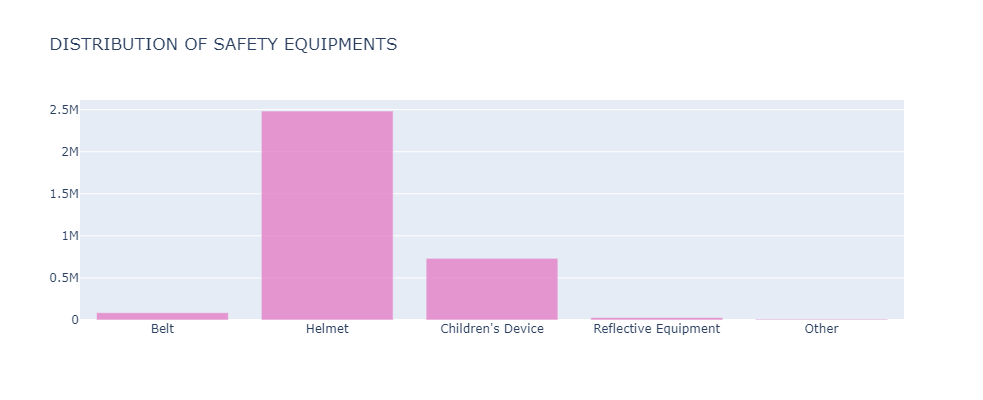 DISTRIBUTION OF SAFETY EQUIPMENTS
2.5M
2M
1.5M
1M
0.5M
0
Belt
Helmet
Children's Device
Reflective Equipment
Other